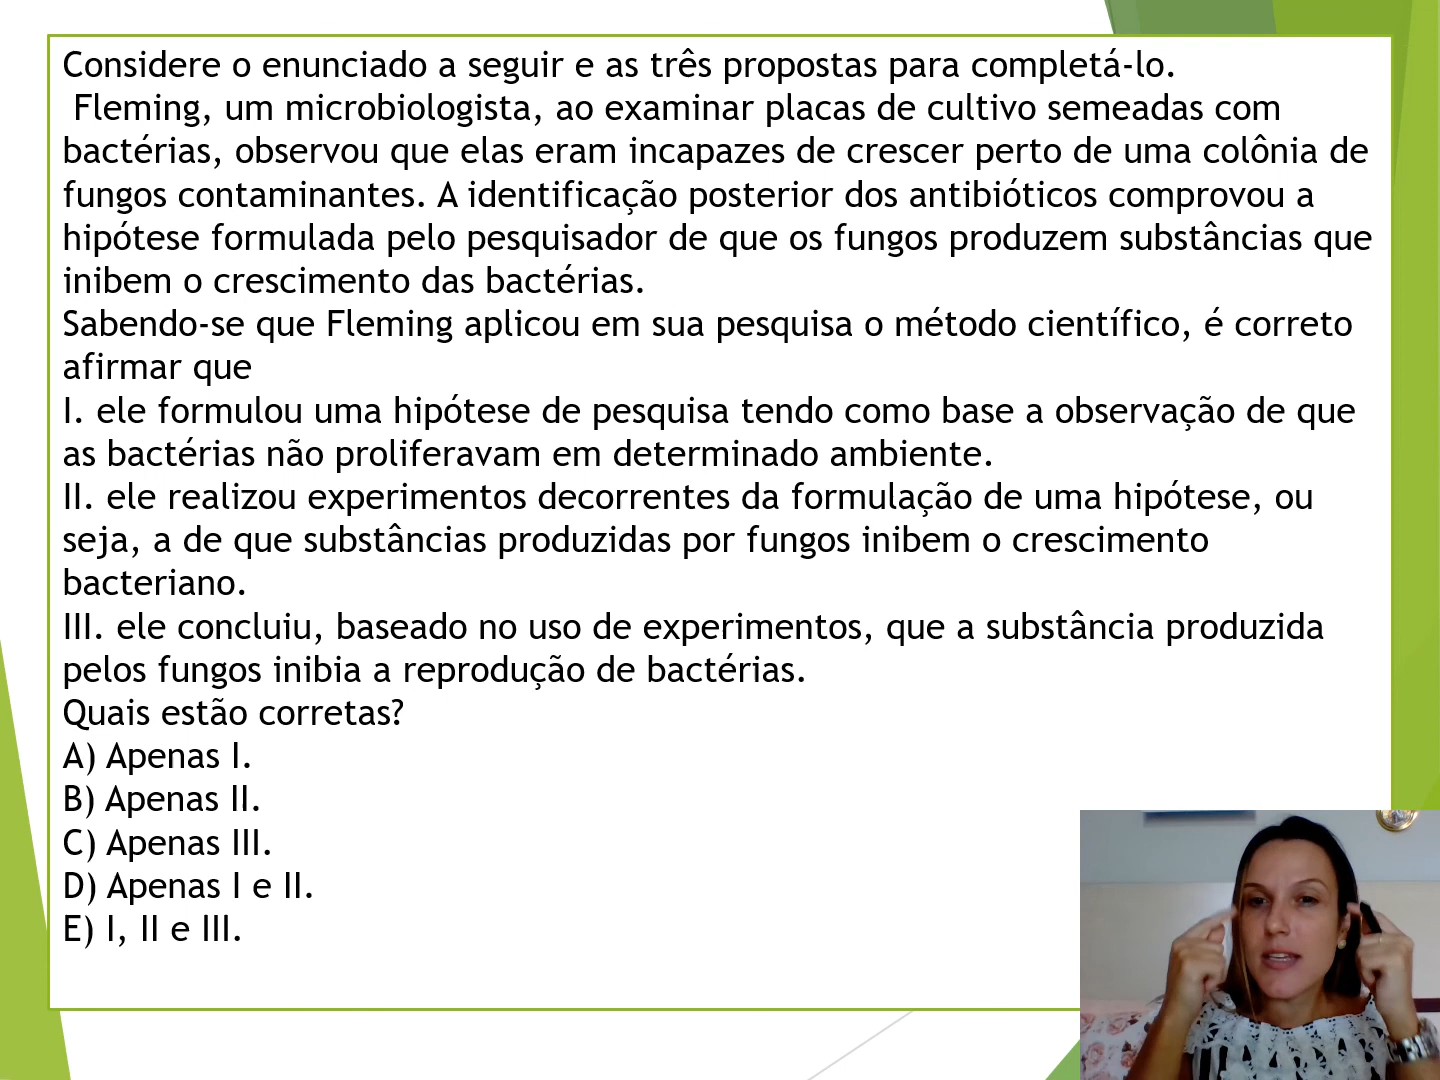 Considere o enunciado a seguir e as três propostas para completá-lo.
Fleming, um microbiologista, ao examinar placas de cultivo semeadas com
bactérias, observou que elas eram incapazes de crescer perto de uma colônia de
fungos contaminantes. A identificação posterior dos antibióticos comprovou a
hipótese formulada pelo pesquisador de que os fungos produzem substâncias que
inibem o crescimento das bactérias.
Sabendo-se que Fleming aplicou em sua pesquisa o método científico, é correto
afirmar que
I. ele formulou uma hipótese de pesquisa tendo como base a observação de que
as bactérias não proliferavam em determinado ambiente.
II. ele realizou experimentos decorrentes da formulação de uma hipótese, ou
seja, a de que substâncias produzidas por fungos inibem o crescimento
bacteriano.
III. ele concluiu, baseado no uso de experimentos, que a substância produzida
pelos fungos inibia a reprodução de bactérias.
Quais estão corretas?
A) Apenas I.
B) Apenas II.
C) Apenas III.
D) Apenas I e II.
E) I, II e III.